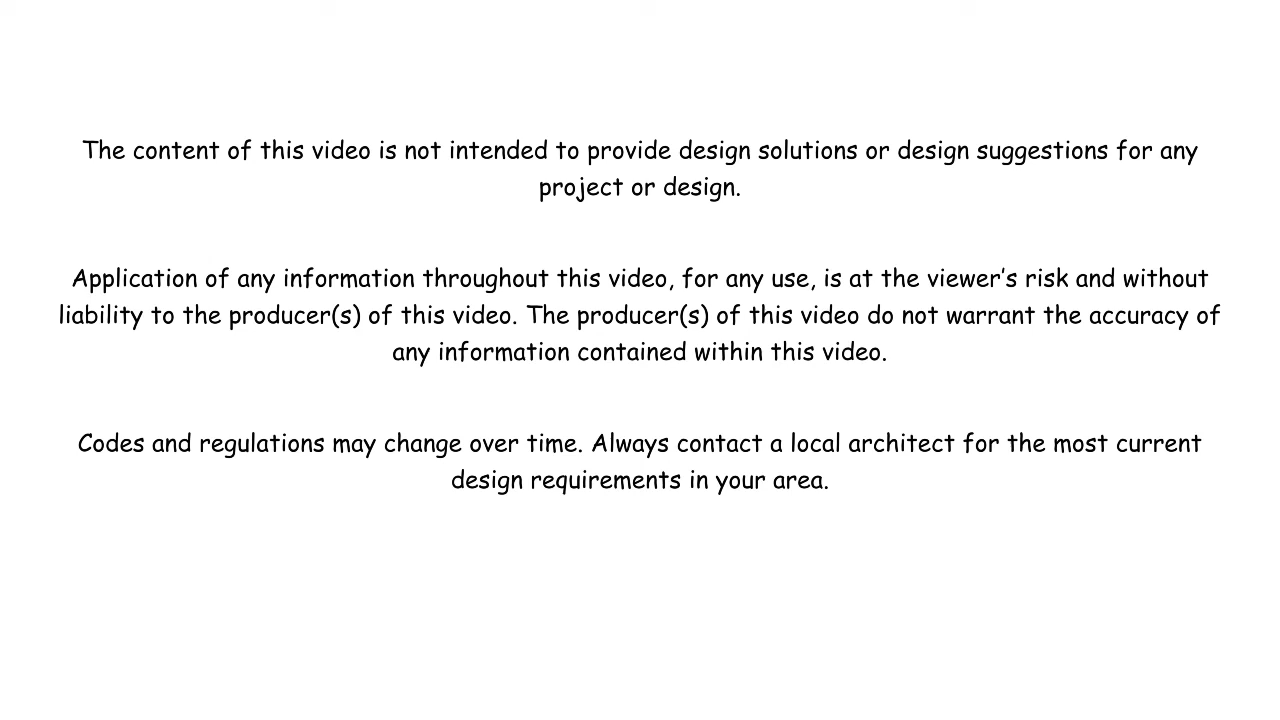 The content of this video is not intended to provide design solutions or design suggestions for any
project or design.
Application of any information throughout this video, for any use, is at the viewer’s risk and without
liability to the producer(s) of this video. The producer(s) of this video do not warrant the accuracy of
any information contained within this video.
Codes and regulations may change over time. Always contact a local architect for the most current
design requirements in your area.